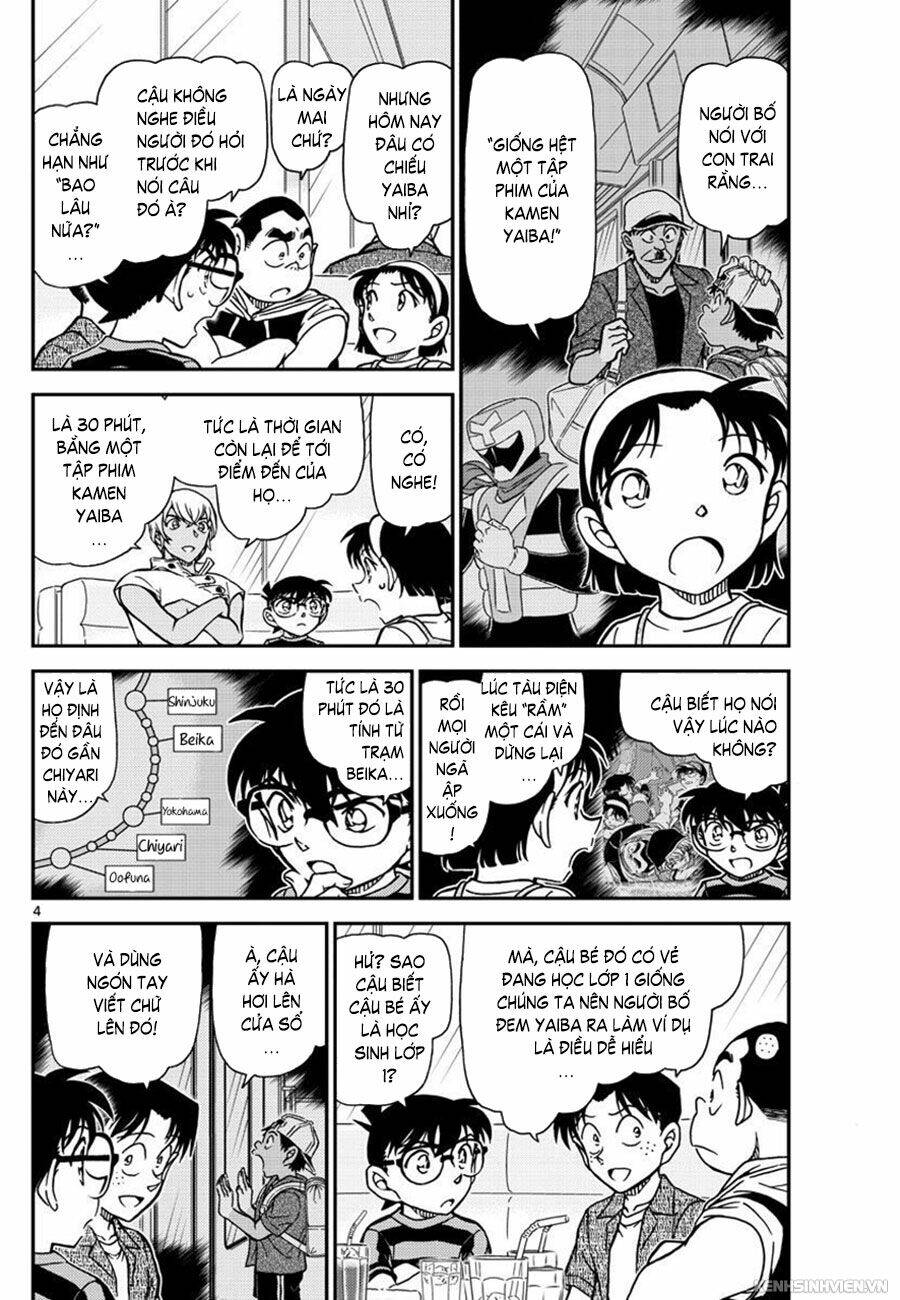 NGƯỜI BỐ
NÓI VỚI
CON TRAI
RẰNG...
"GIỐNG HỆT
MỘT TẬP
PHIM CỦA
KAMEN
YAIBA!"
NHƯNG
HÔM NAY
ĐÂU CÓ
CHIẾU
YAIBA
NHỈ?
LÀ NGÀY
MAI
CHỨ?
CẬU KHÔNG
NGHE ĐIỀU
NGƯỜI ĐÓ HỎI
TRƯỚC KHI
NÓI CÂU
ĐÓ À?
CHẲNG
HẠN NHƯ
"BAO
LÂU
NỮA?"
...
CÓ,
CÓ
NGHE!
TỨC LÀ THỜI GIAN
CÒN LẠI ĐỂ TỚI
ĐIỂM ĐẾN CỦA
HỌ...
LÀ 30 PHÚT,
BẰNG MỘT
TẬP PHIM
KAMEN
YAIBA
...
CẬU BIẾT HỌ NÓI
VẬY LÚC NÀO
KHÔNG?
LÚC TÀU ĐIỆN
KÊU "RẦM"
MỘT CÁI VÀ
DỪNG LẠI
...
RỒI
MỌI
NGƯỜI
NGÃ
ẬP
XUỐNG
!
TỨC LÀ 30
PHÚT ĐÓ LÀ
TÍNH TỪ
TRẠM
BEIKA...
VẬY LÀ
HỌ ĐỊNH
ĐẾN ĐÂU
ĐÓ GẦN
CHIYARI
NÀY...
Shinjuku
Beika
Yokohama
Chiyari
Oofuna
4
MÀ, CẬU BÉ ĐÓ CÓ VẺ
ĐANG HỌC LỚP 1 GIỐNG
CHÚNG TA NÊN NGƯỜI BỐ
ĐEM YAIBA RA LÀM VÍ DỤ
LÀ ĐIỀU DỄ HIỂU
...
HỬ? SAO
CẬU BIẾT
CẬU BÉ ẤY
LÀ HỌC
SINH LỚP
1?
À, CẬU
ẤY HÀ
HƠI LÊN
CỬA SỔ
...
VÀ DÙNG
NGÓN TAY
VIẾT CHỮ
LÊN ĐÓ!
KENHSINHVIEN.VN